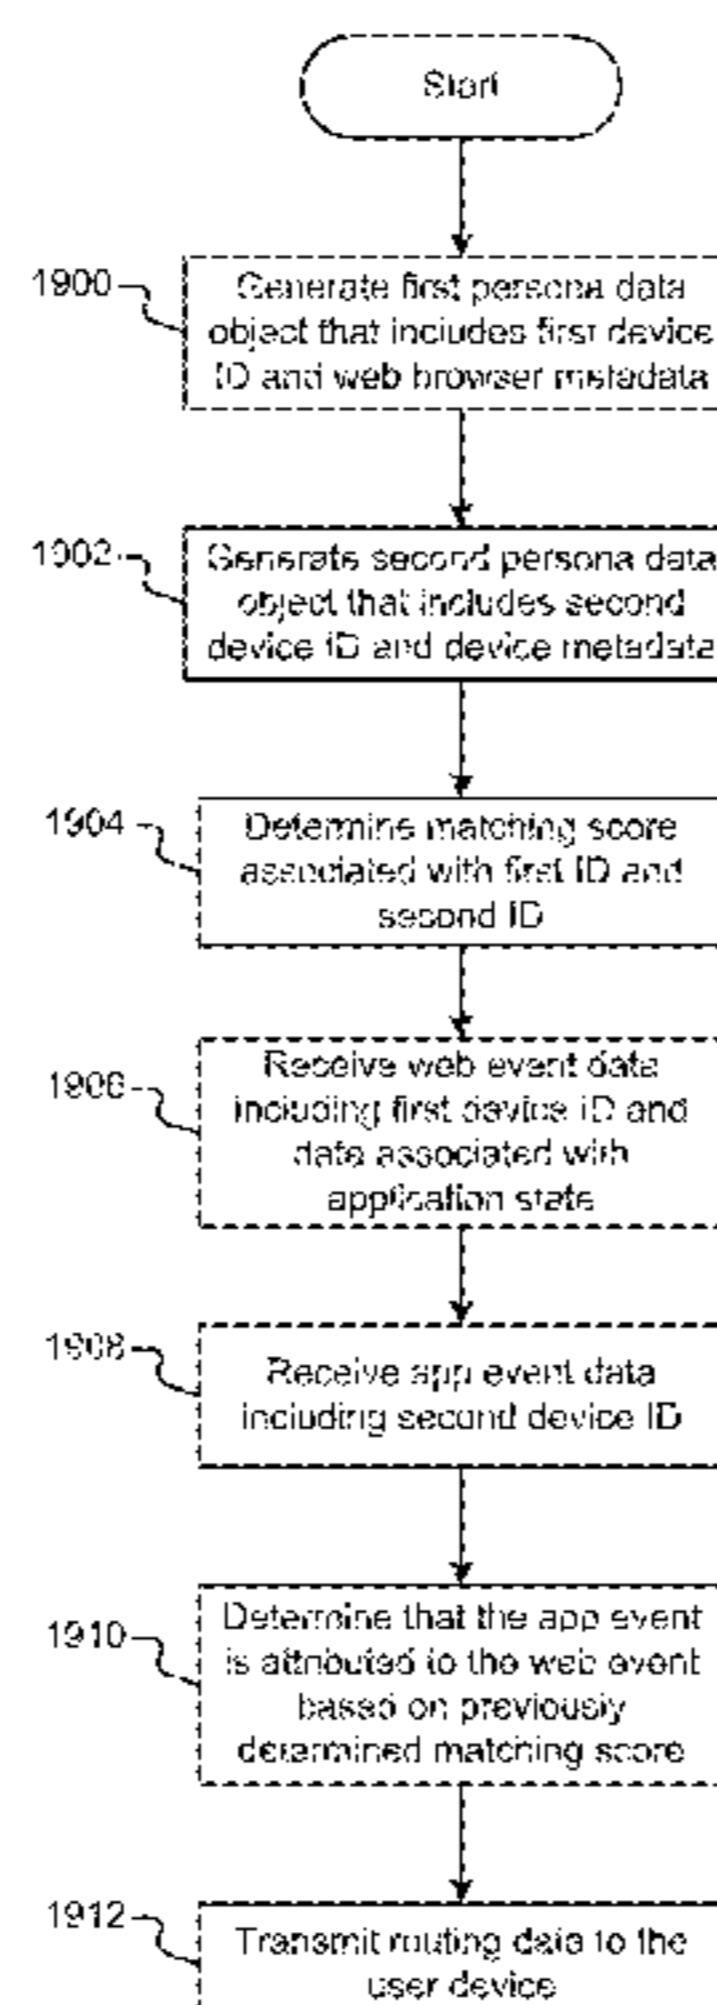 Start
1900
Generate first persona data
object that includes first device
ID and web browser metadata
1902
Generate second persona data
object that includes second
device ID and device metadata
1904
Determine matching score
associated with first ID and
second ID
1906
Receive web event data
including first device ID and
data associated with
application state
1908
Receive app event data
including second device ID
1910
Determine that the app event
is attributed to the web event
based on previously
determined matching score
1912
Transmit routing data to the
user device